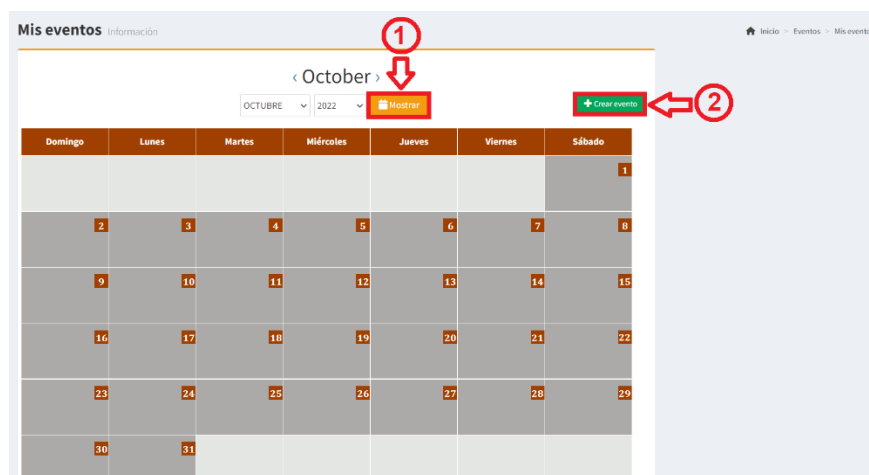 Mis eventos Información
Inicio > Eventos > Mis evento
1
‹ October ›
OCTUBRE 2022 Mostrar
Crear evento 2
Domingo Lunes Martes Miércoles Jueves Viernes Sábado
1
2 3 4 5 6 7 8
9 10 11 12 13 14 15
16 17 18 19 20 21 22
23 24 25 26 27 28 29
30 31